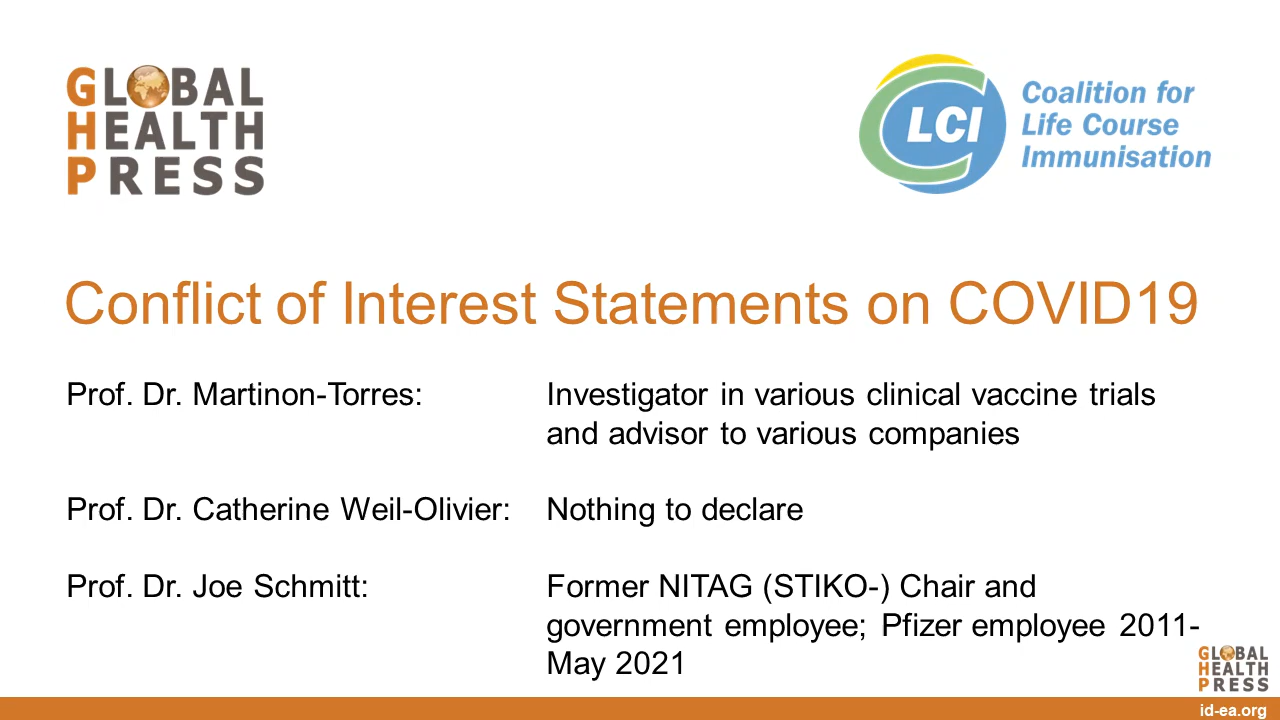 GLOBAL
HEALTH
PRESS
LCI
Coalition for
Life Course
Immunisation
Conflict of Interest Statements on COVID19
Prof. Dr. Martinon-Torres: Investigator in various clinical vaccine trials
and advisor to various companies
Prof. Dr. Catherine Weil-Olivier: Nothing to declare
Prof. Dr. Joe Schmitt: Former NITAG (STIKO-) Chair and
government employee; Pfizer employee 2011-
May 2021
GLOBAL
HEALTH
PRESS
id-ea.org